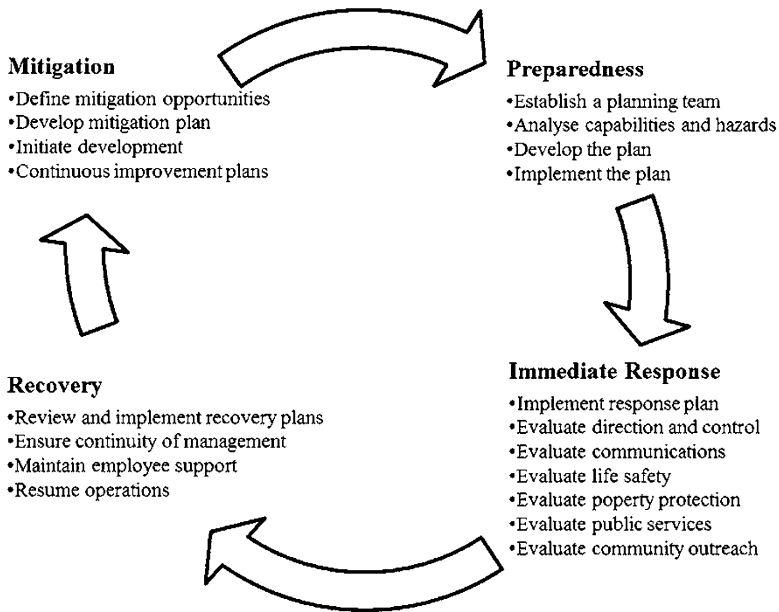 Mitigation
•Define mitigation opportunities
•Develop mitigation plan
•Initiate development
•Continuous improvement plans
Preparedness
•Establish a planning team
•Analyse capabilities and hazards
•Develop the plan
•Implement the plan
Immediate Response
•Implement response plan
•Evaluate direction and control
•Evaluate communications
•Evaluate life safety
•Evaluate poperty protection
•Evaluate public services
•Evaluate community outreach
Recovery
•Review and implement recovery plans
•Ensure continuity of management
•Maintain employee support
•Resume operations